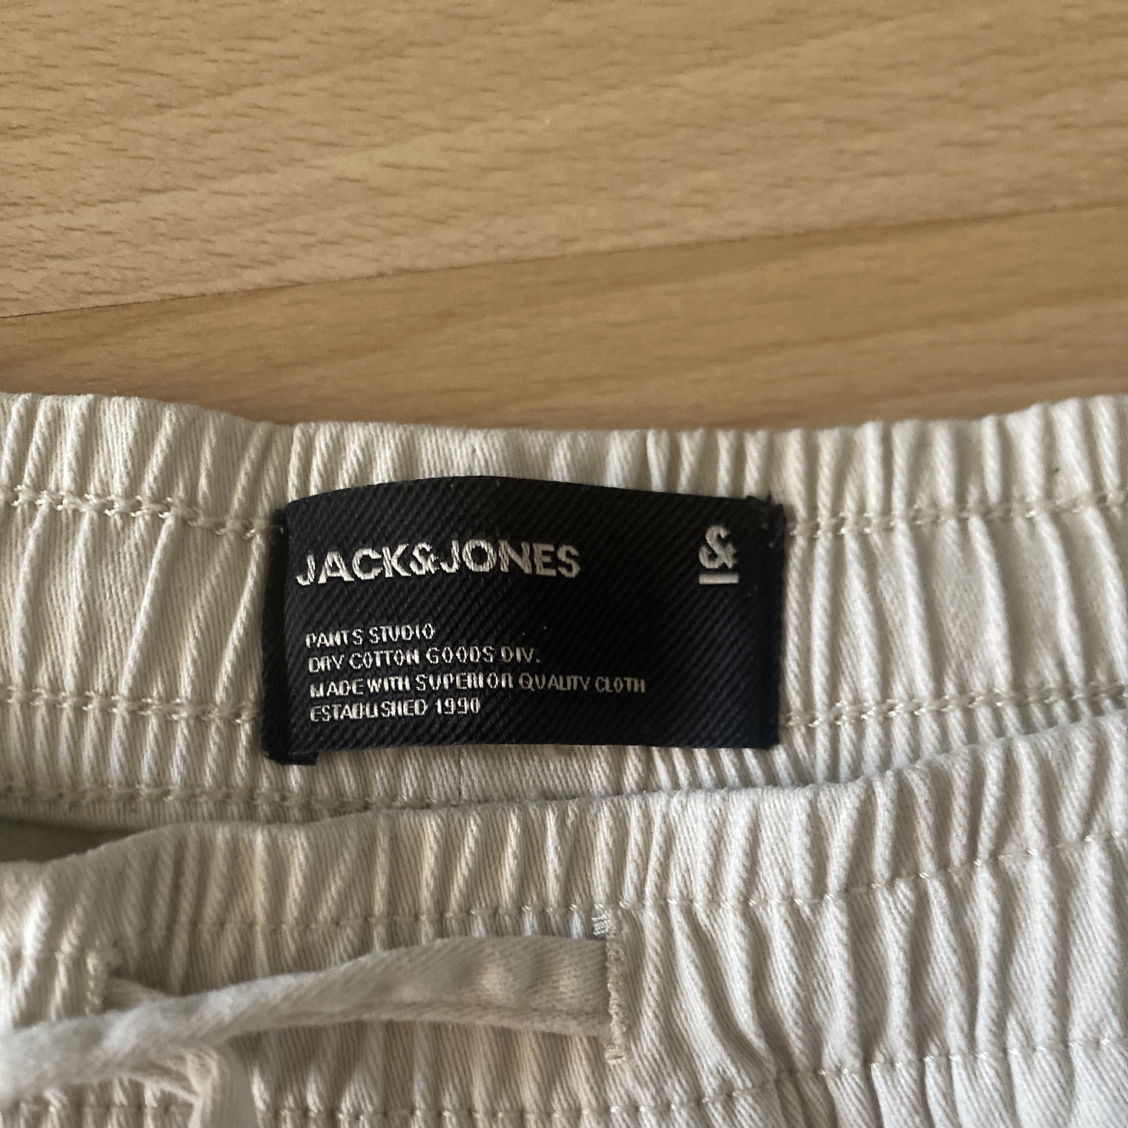 JACK&JONES
&
PANTS STUDIO
DRY COTTON GOODS DIV.
MADE WITH SUPERIOR QUALITY CLOTH
ESTABLISHED 1990